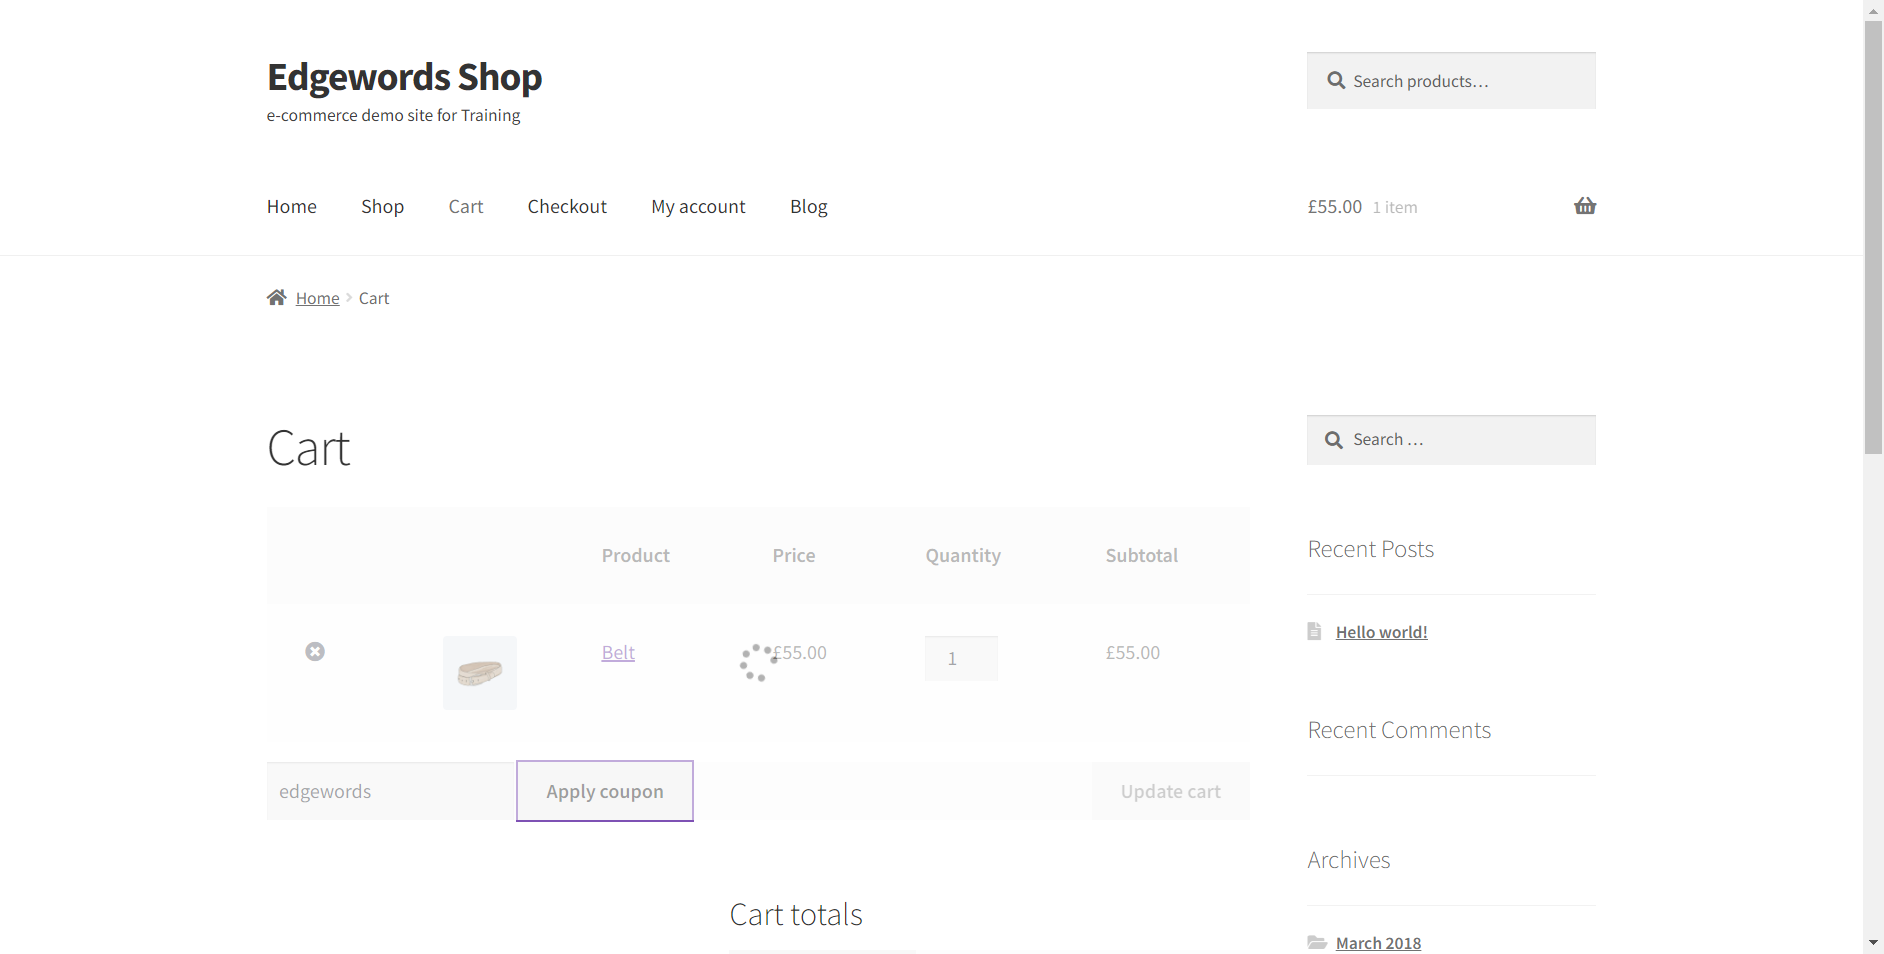 Edgewords Shop
e-commerce demo site for Training
Search products…
Home Shop Cart Checkout My account Blog
£55.00 1 item
Home Cart
Cart
Product Price Quantity Subtotal
Belt £55.00 1 £55.00
edgewords Apply coupon Update cart
Cart totals
Search …
Recent Posts
Hello world!
Recent Comments
Archives
March 2018